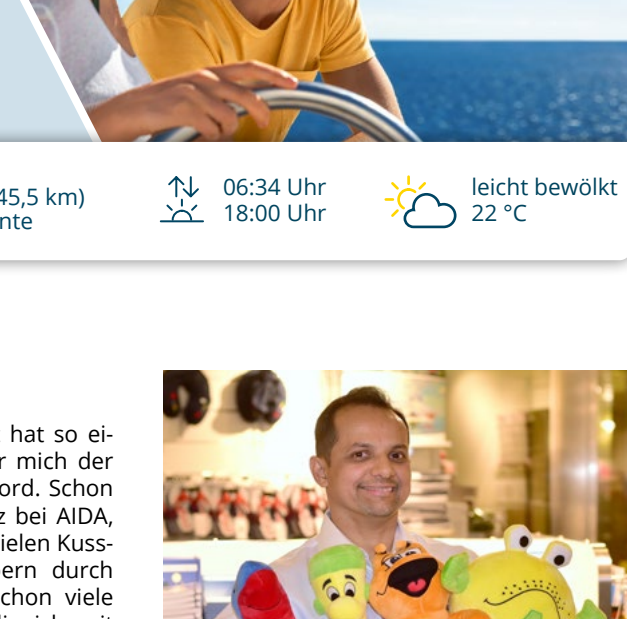 45,5 km)
nte
06:34 Uhr
18:00 Uhr
leicht bewölkt
22 °C
hat so ei-
r mich der
ord. Schon
z bei AIDA,
ielen Kuss-
ern durch
chon viele